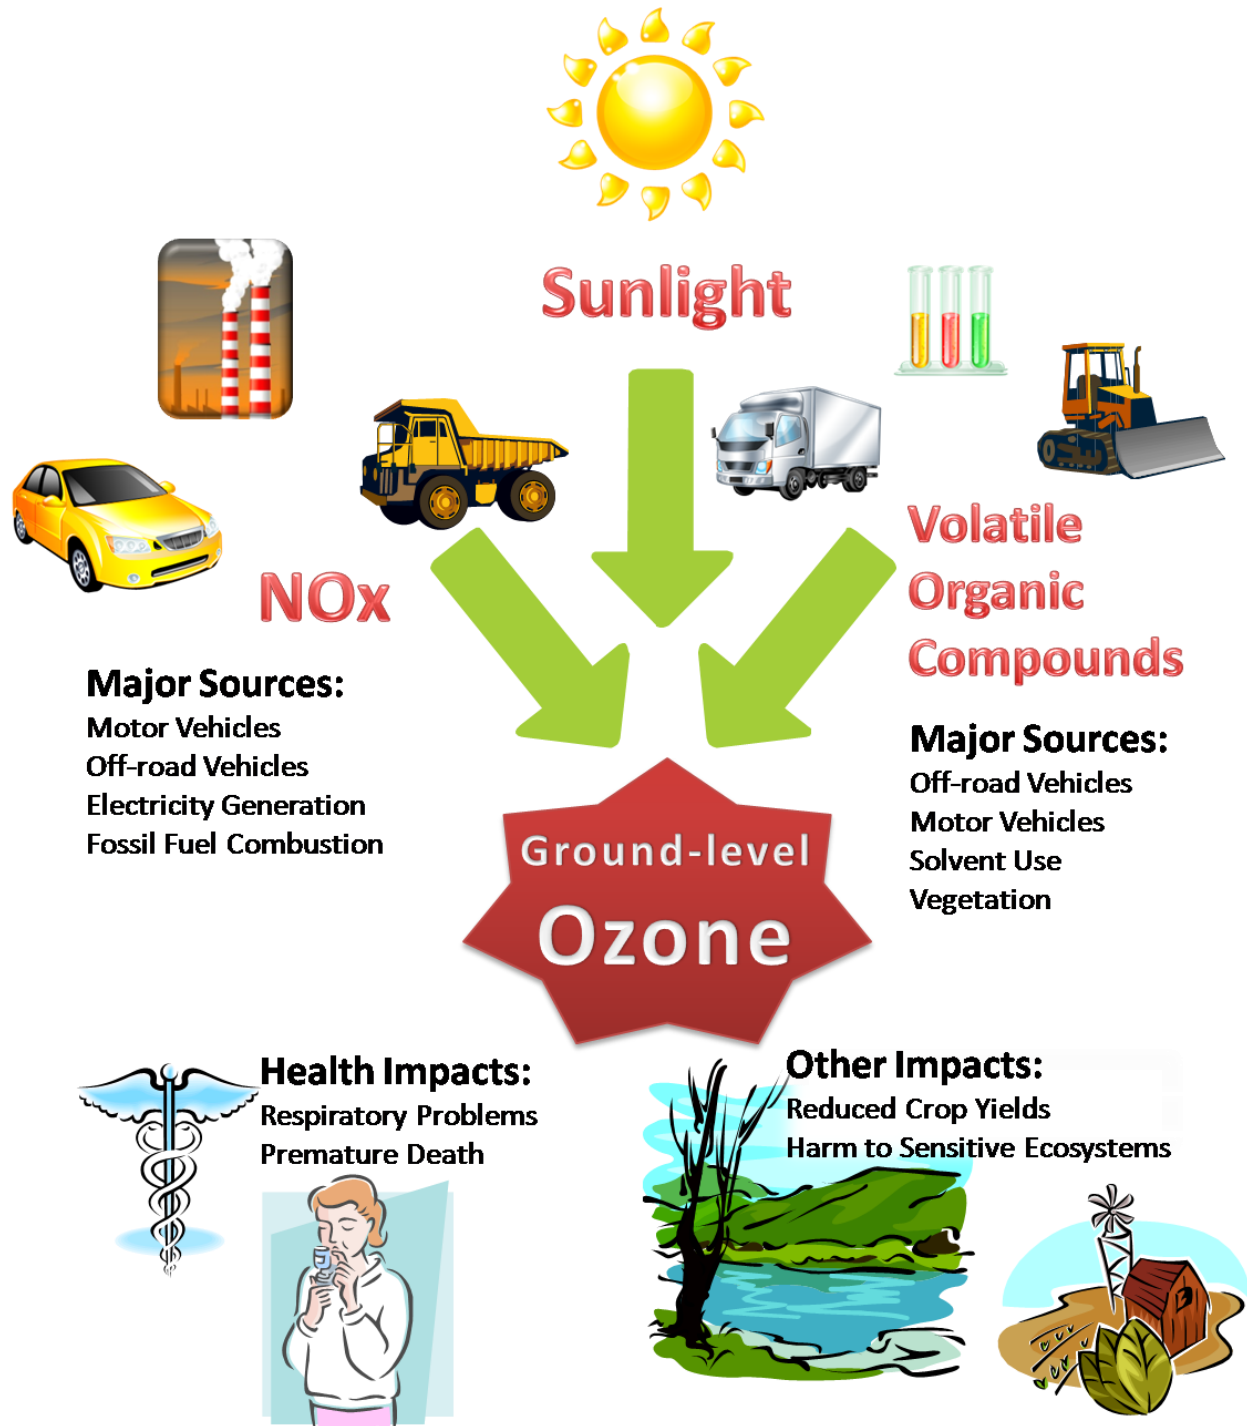 Sunlight
NOx
Major Sources:
Motor Vehicles
Off-road Vehicles
Electricity Generation
Fossil Fuel Combustion
Volatile
Organic
Compounds
Major Sources:
Off-road Vehicles
Motor Vehicles
Solvent Use
Vegetation
Ground-level
Ozone
Health Impacts:
Respiratory Problems
Premature Death
Other Impacts:
Reduced Crop Yields
Harm to Sensitive Ecosystems